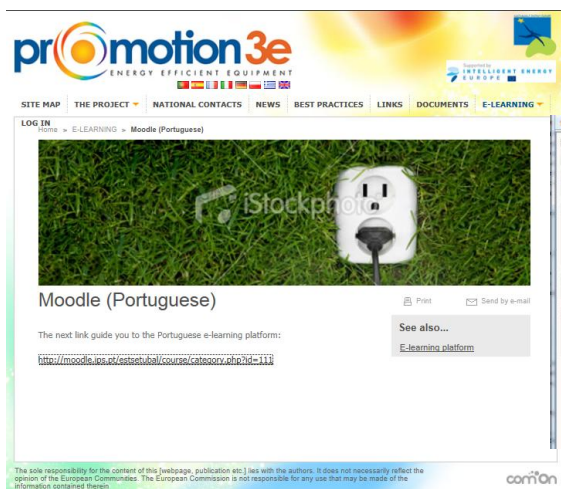 promotion 3e
ENERGY EFFICIENT EQUIPMENT
Supported by
INTELLIGENT ENERGY
EUROPE
SITE MAP THE PROJECT NATIONAL CONTACTS NEWS BEST PRACTICES LINKS DOCUMENTS E-LEARNING
LOG IN
Home » E-LEARNING » Moodle (Portuguese)
iStockphoto
Moodle (Portuguese)
Print Send by e-mail
The next link guide you to the Portuguese e-learning platform:
See also...
E-learning platform
http://moodle.ips.pt/estsetubal/course/category.php?id=111
The sole responsibility for the content of this [webpage, publication etc.] lies with the authors. It does not necessarily reflect the
opinion of the European Communities. The European Commission is not responsible for any use that may be made of the
information contained therein.
comOn